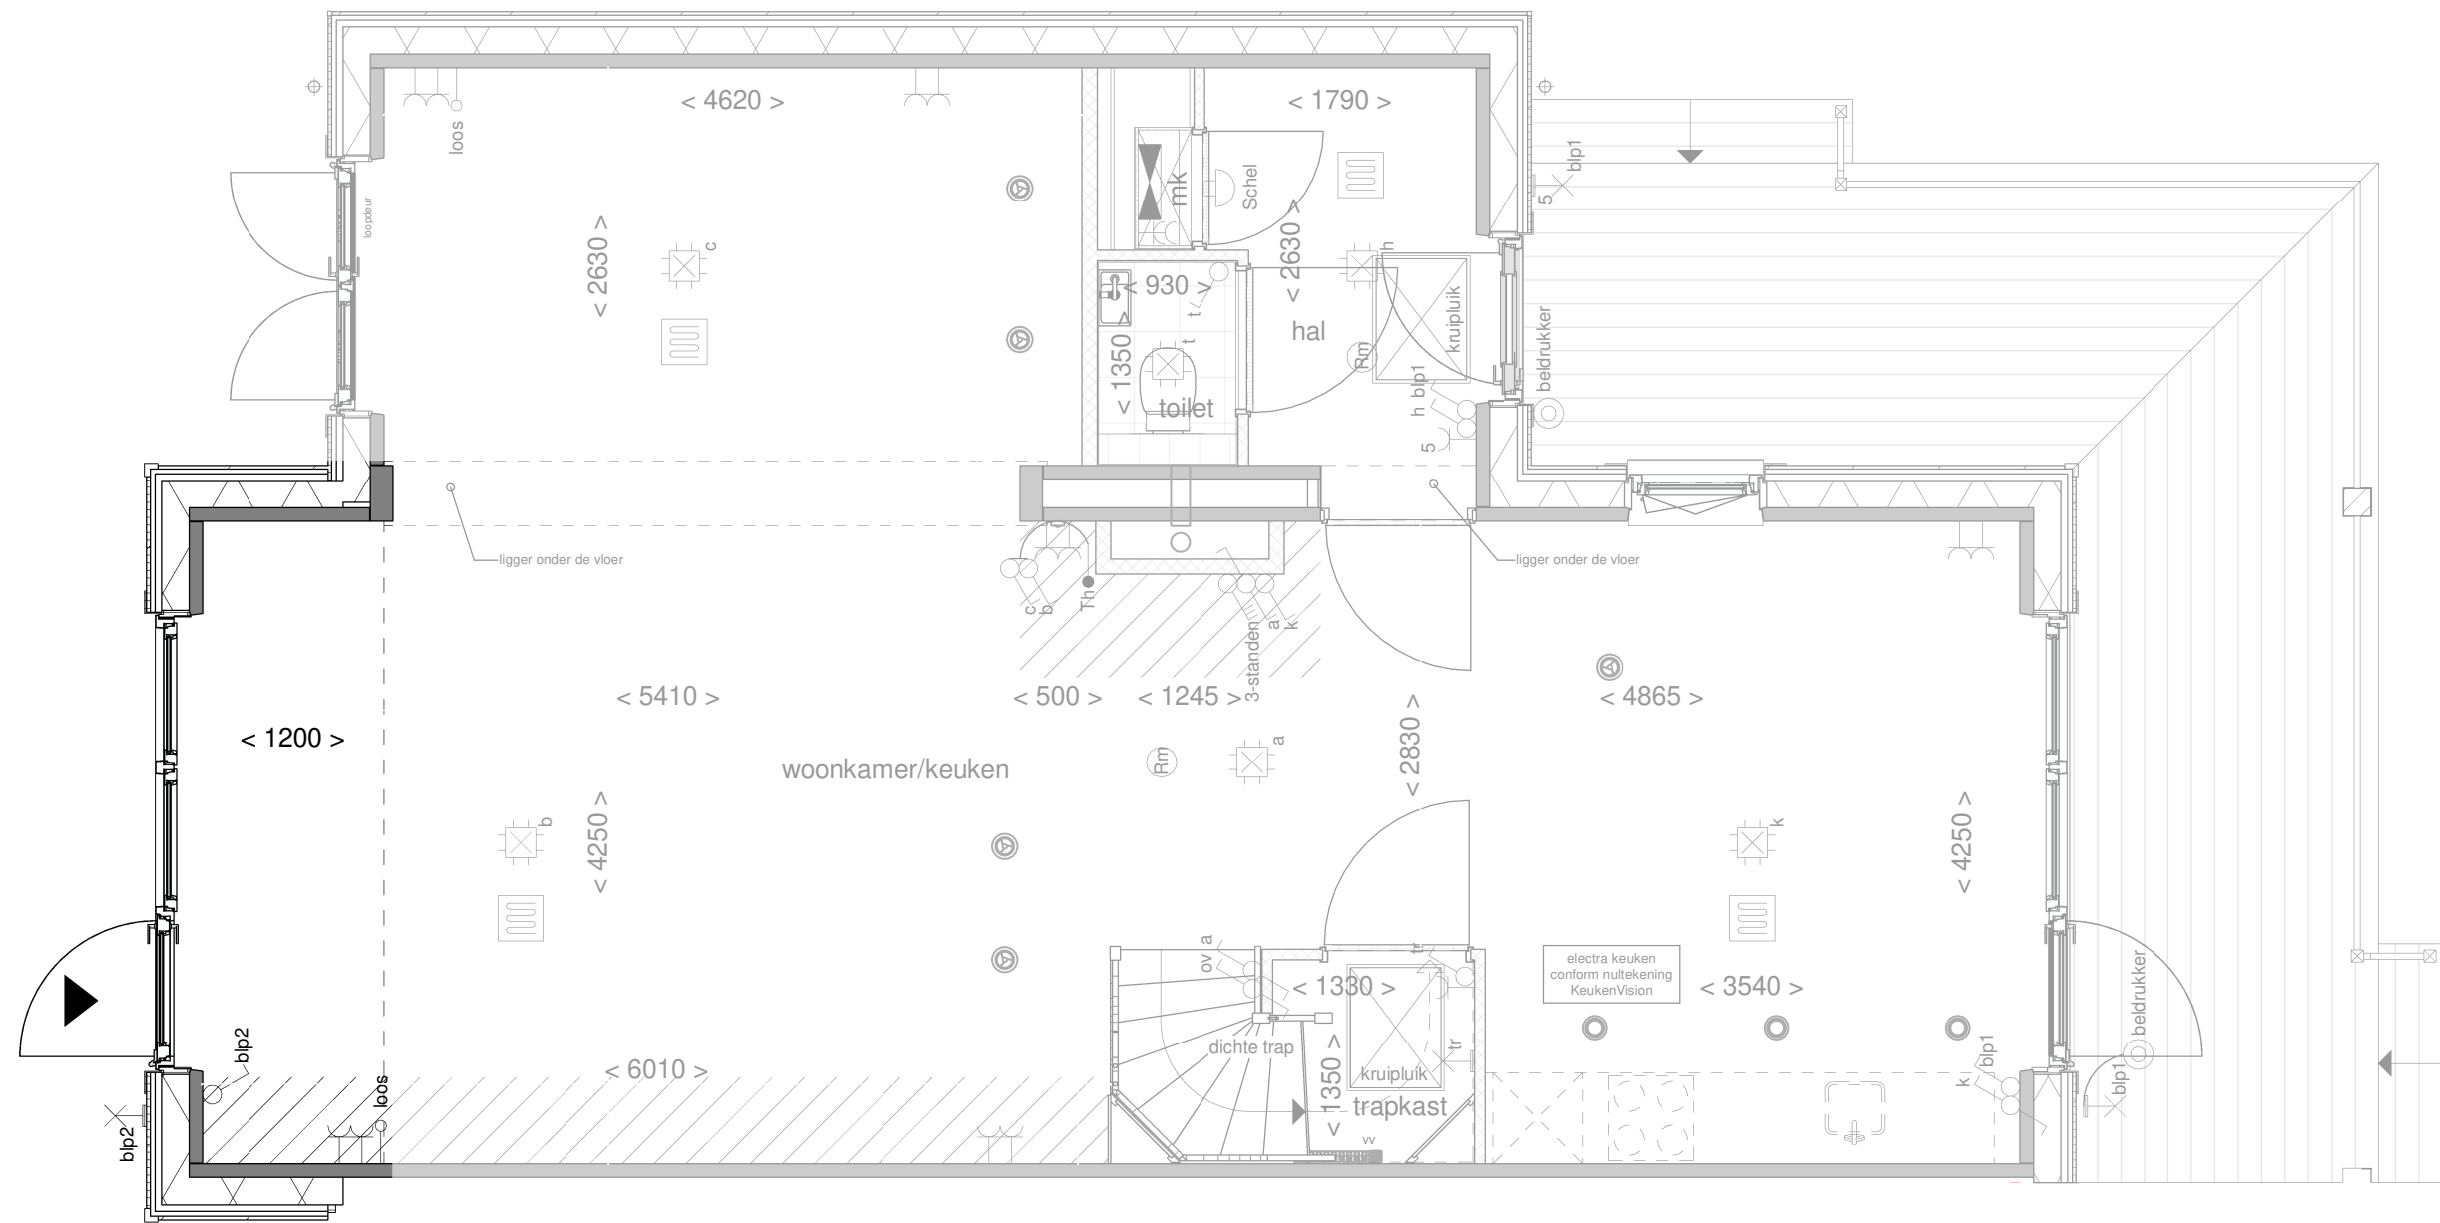 < 4620 >
< 1790 >
loos
loopdeur
mk
Schel
blp1
5
< 2630 >
c
< 2630 >
h
< 930 >
t
t
< 1350 >
toilet
hal
Rm
kruipluik
h blp1
5
beldrukker
ligger onder de vloer
ligger onder de vloer
c
b
Th
3-standen
a
k
< 5410 >
< 500 >
< 1245 >
< 4865 >
< 1200 >
< 2830 >
woonkamer/keuken
Rm
a
b
< 4250 >
k
< 4250 >
ov a
tr
electra keuken
conform nultekening
KeukenVision
< 1330 >
< 3540 >
beldrukker
blp2
dichte trap
tr
< 6010 >
kruipluik
loos
< 1350 >
trapkast
k
blp1
blp1
blp2
vv